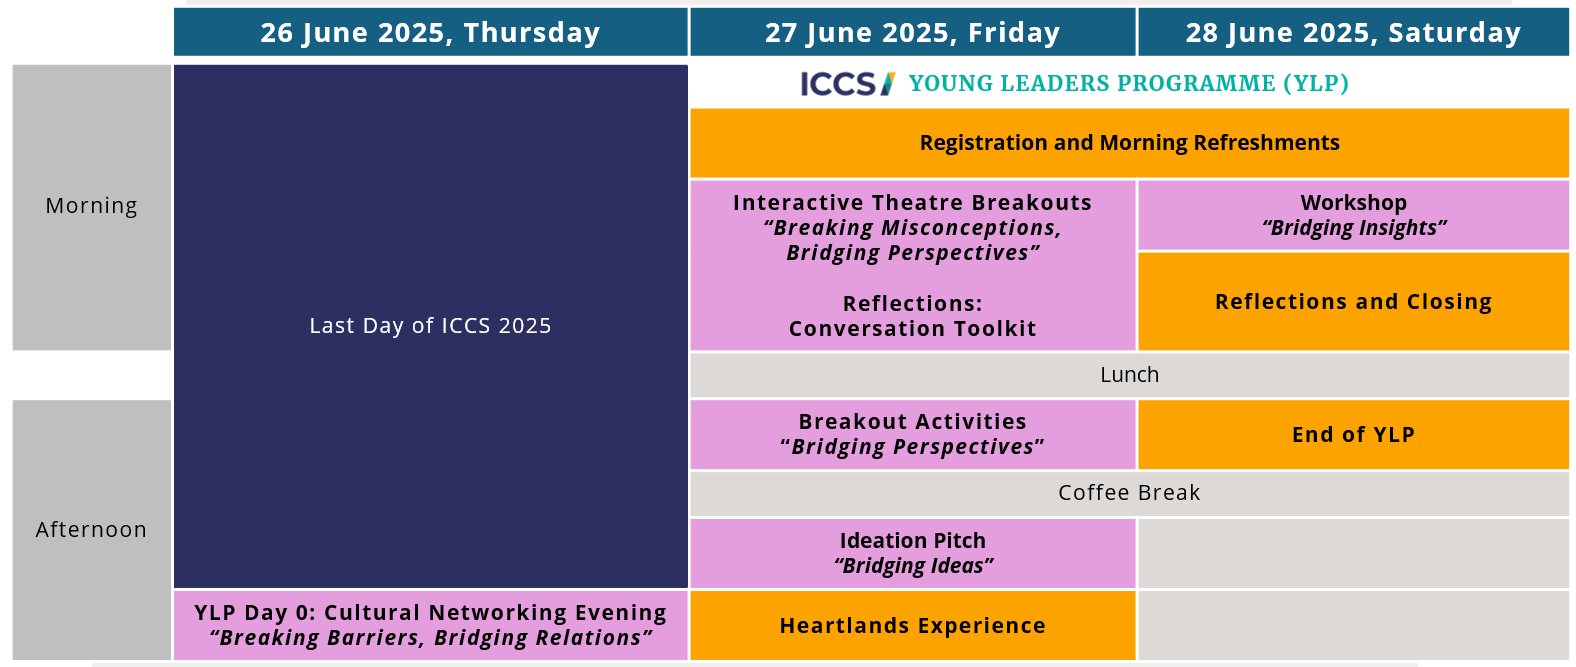 26 June 2025, Thursday
27 June 2025, Friday
28 June 2025, Saturday
Morning
Last Day of ICCS 2025
ICCS YOUNG LEADERS PROGRAMME (YLP)
Registration and Morning Refreshments
Interactive Theatre Breakouts
“Breaking Misconceptions,
Bridging Perspectives”
Reflections:
Conversation Toolkit
Workshop
“Bridging Insights”
Reflections and Closing
Lunch
Afternoon
Breakout Activities
“Bridging Perspectives”
End of YLP
Coffee Break
Ideation Pitch
“Bridging Ideas”
YLP Day 0: Cultural Networking Evening
“Breaking Barriers, Bridging Relations”
Heartlands Experience